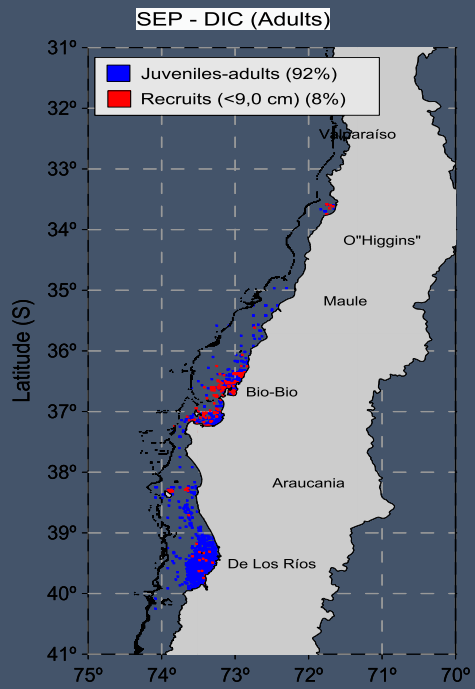 SEP - DIC (Adults)
31º
Juveniles-adults (92%)
Recruits (<9,0 cm) (8%)
32º
Valparaíso
33º
34º
O"Higgins"
35º
Maule
Latitude (S)
36º
Bio-Bio
37º
38º
Araucania
39º
De Los Ríos
40º
41º
75º 74º 73º 72º 71º 70º